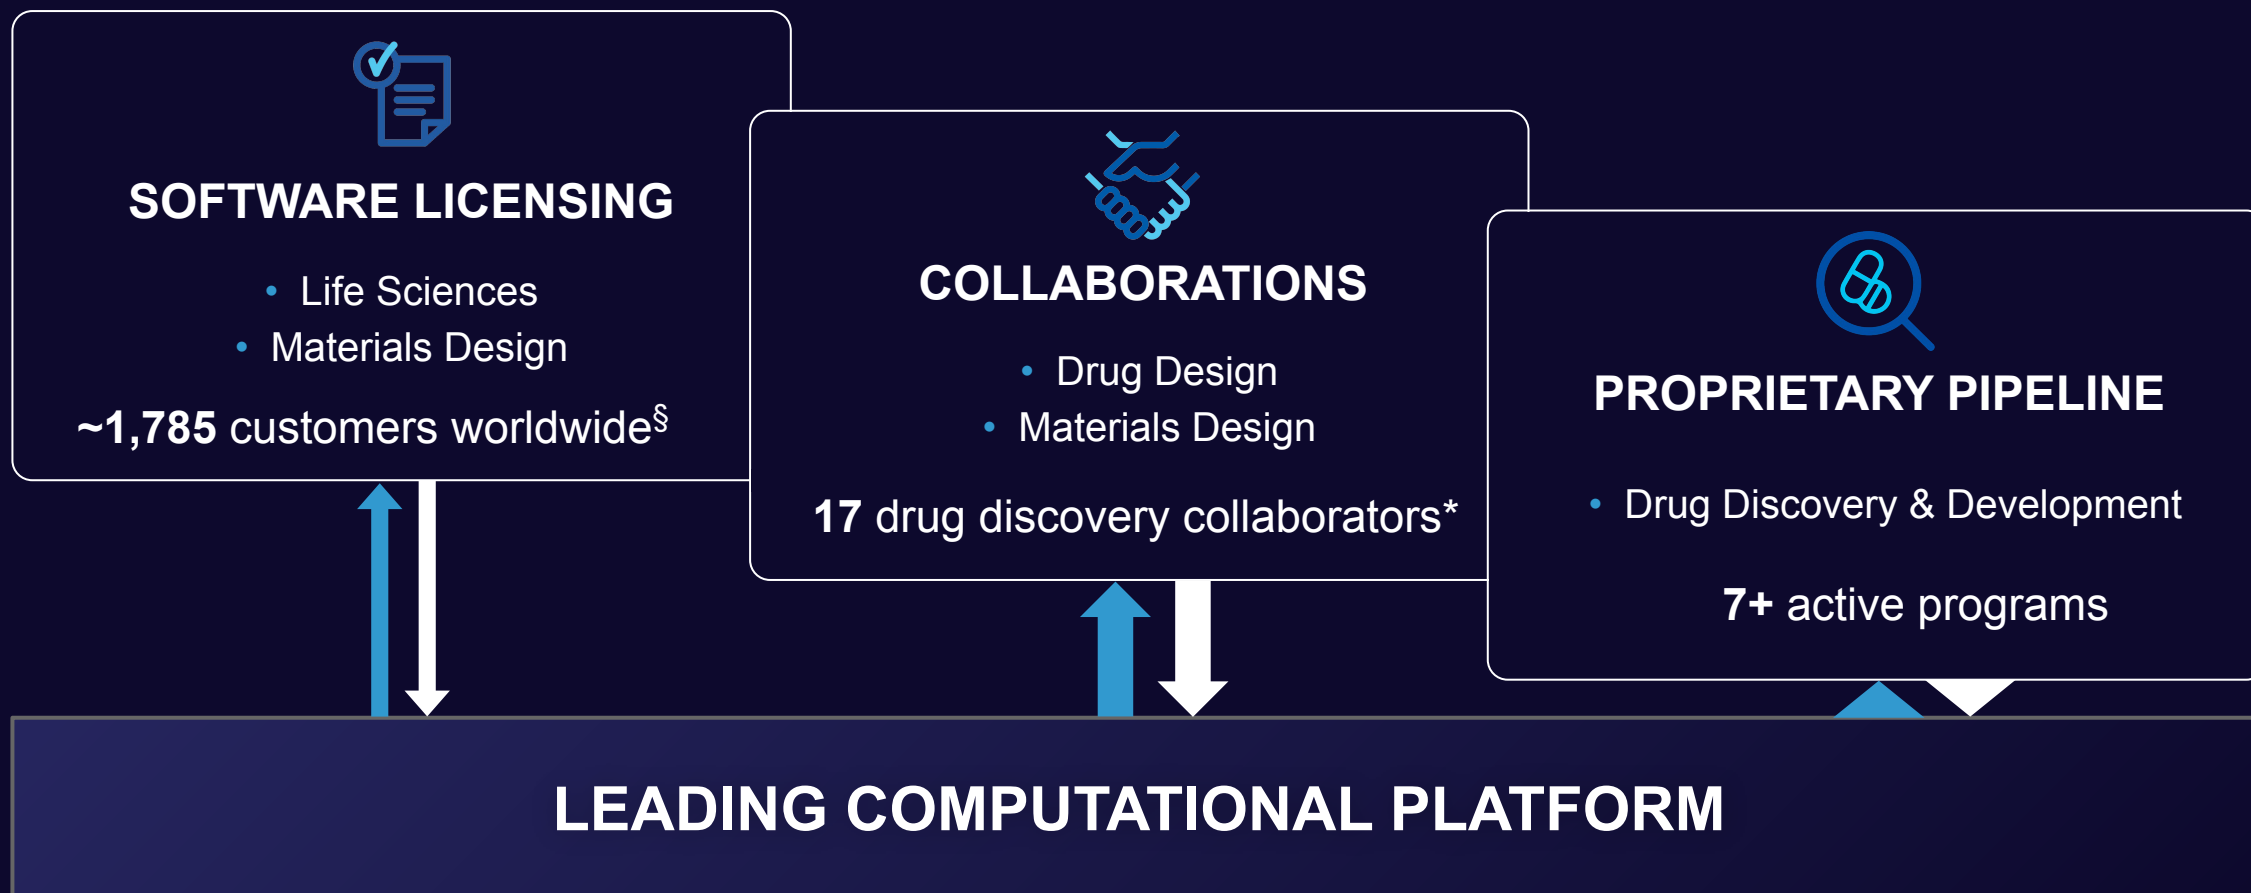 SOFTWARE LICENSING
• Life Sciences
• Materials Design
~1,785 customers worldwide§
COLLABORATIONS
• Drug Design
• Materials Design
17 drug discovery collaborators*
PROPRIETARY PIPELINE
• Drug Discovery & Development
7+ active programs
LEADING COMPUTATIONAL PLATFORM